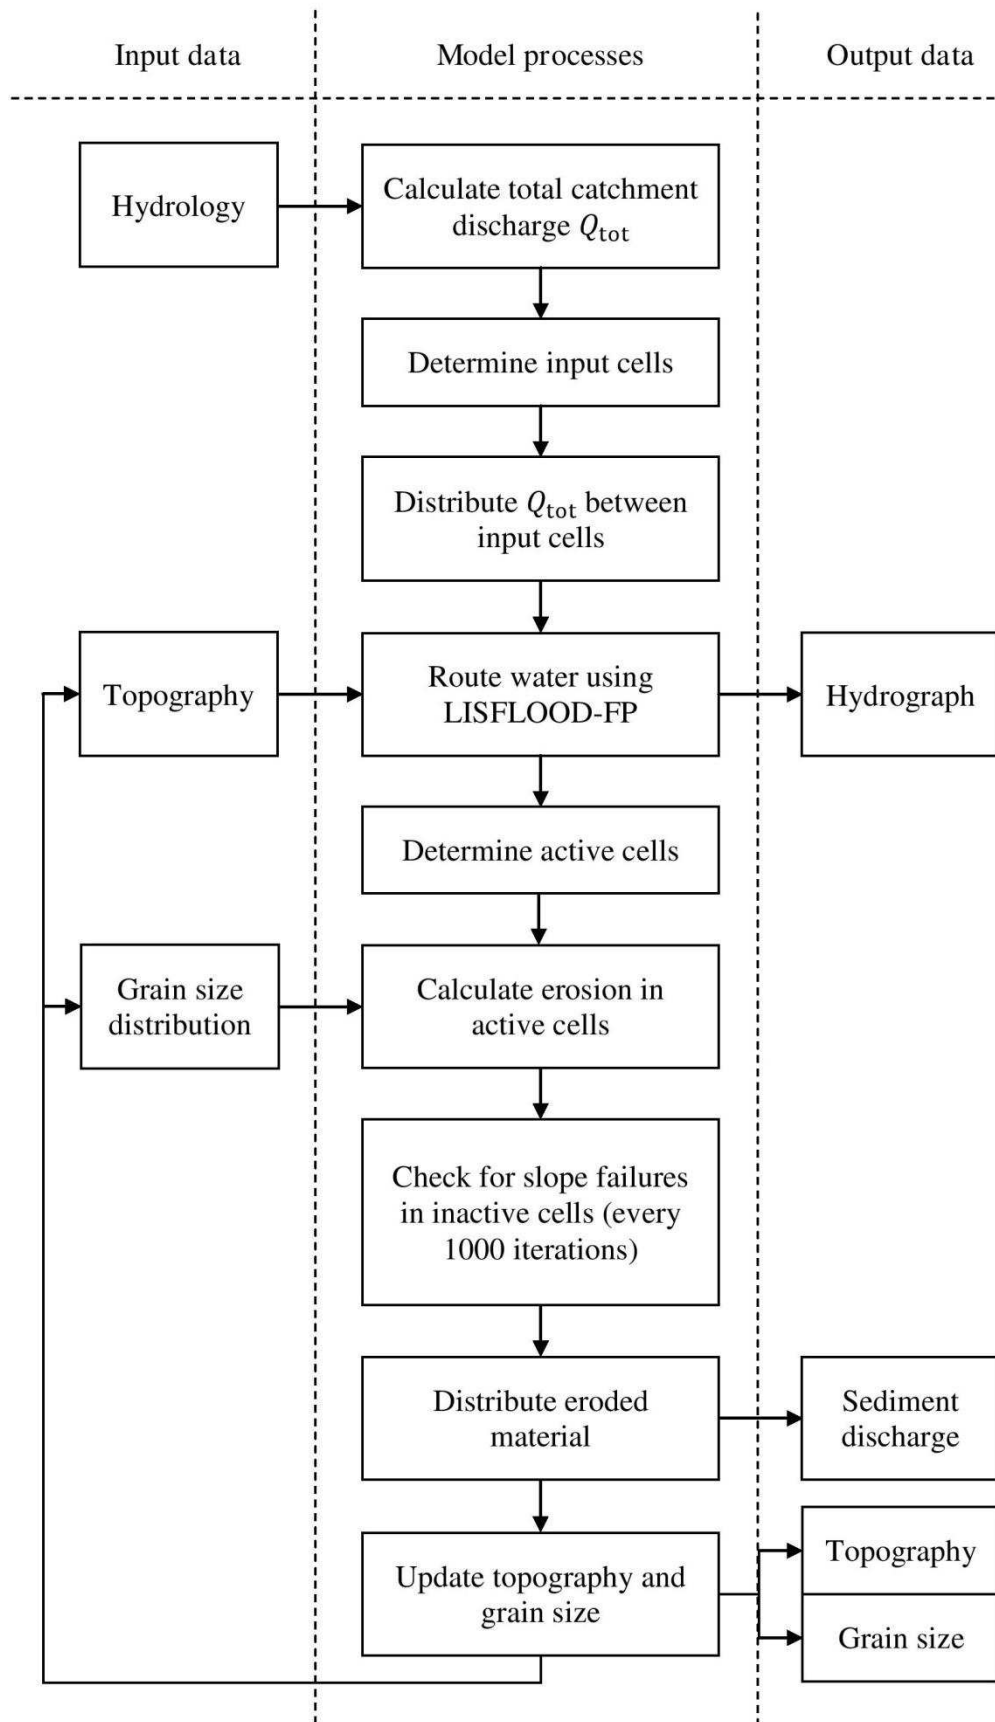 Input data
Model processes
Output data
Hydrology
Calculate total catchment
discharge Q_tot
Determine input cells
Distribute Q_tot between
input cells
Topography
Route water using
LISFLOOD-FP
Hydrograph
Determine active cells
Grain size
distribution
Calculate erosion in
active cells
Check for slope failures
in inactive cells (every
1000 iterations)
Distribute eroded
material
Sediment
discharge
Update topography and
grain size
Topography
Grain size